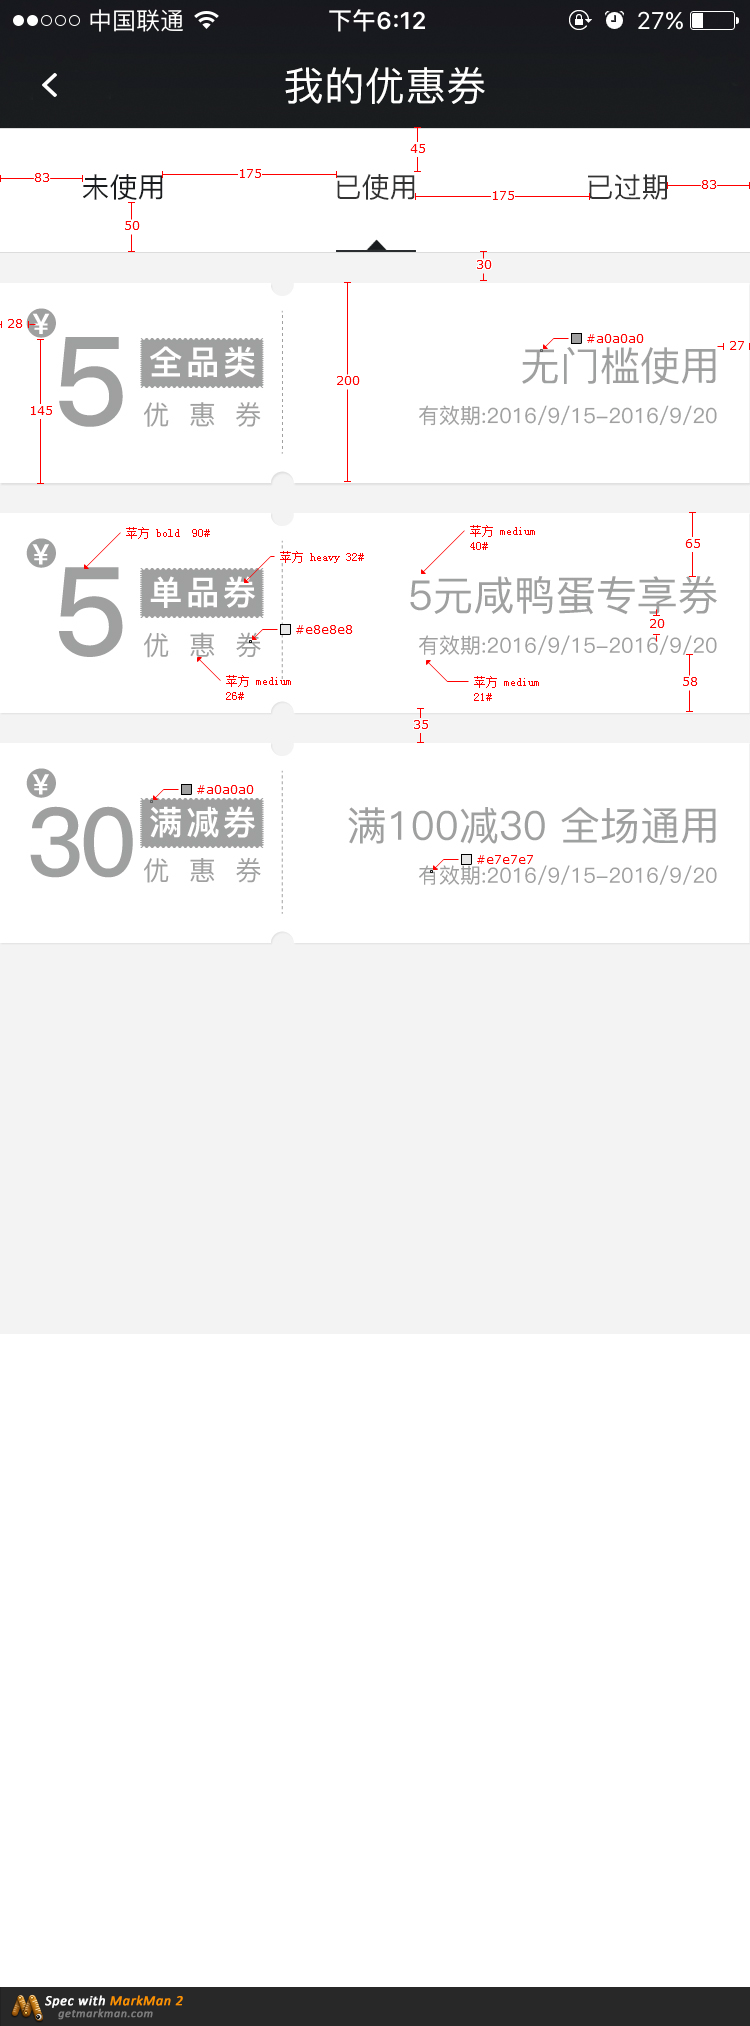 中国联通 下午6:12 27%
我的优惠券
45
83 未使用 175 已使用 175 已过期 83
50
30
28 ¥ 5 全品类 #a0a0a0 无门槛使用 27
145 优惠券 200 有效期:2016/9/15-2016/9/20
苹方 bold 90#
苹方 heavy 32#
苹方 medium
40#
65
¥ 5 单品券 5元咸鸭蛋专享券
20
#e8e8e8
优惠券 有效期:2016/9/15-2016/9/20
苹方 medium
26#
苹方 medium
21#
58
35
#a0a0a0
¥ 30 满减券 满100减30 全场通用
#e7e7e7
优惠券 有效期:2016/9/15-2016/9/20
Spec with MarkMan 2
getmarkman.com